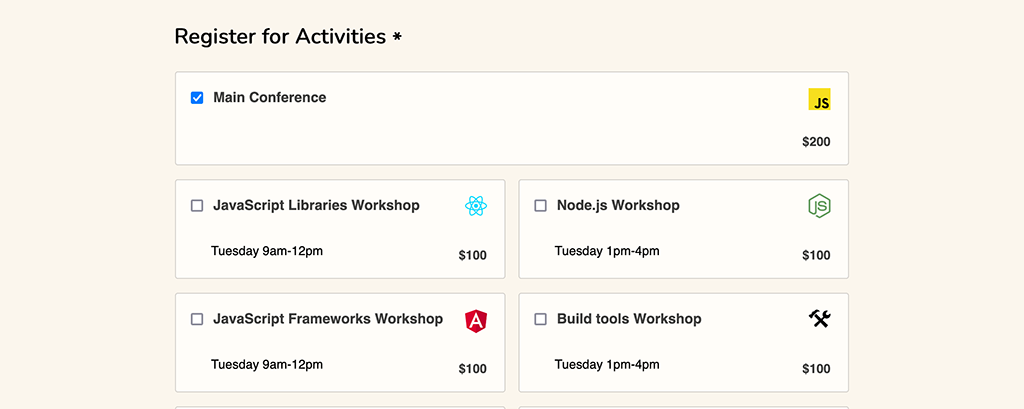 Register for Activities *
Main Conference
JS
$200
JavaScript Libraries Workshop
Tuesday 9am-12pm
$100
Node.js Workshop
JS
Tuesday 1pm-4pm
$100
JavaScript Frameworks Workshop
A
Tuesday 9am-12pm
$100
Build tools Workshop
Tuesday 1pm-4pm
$100